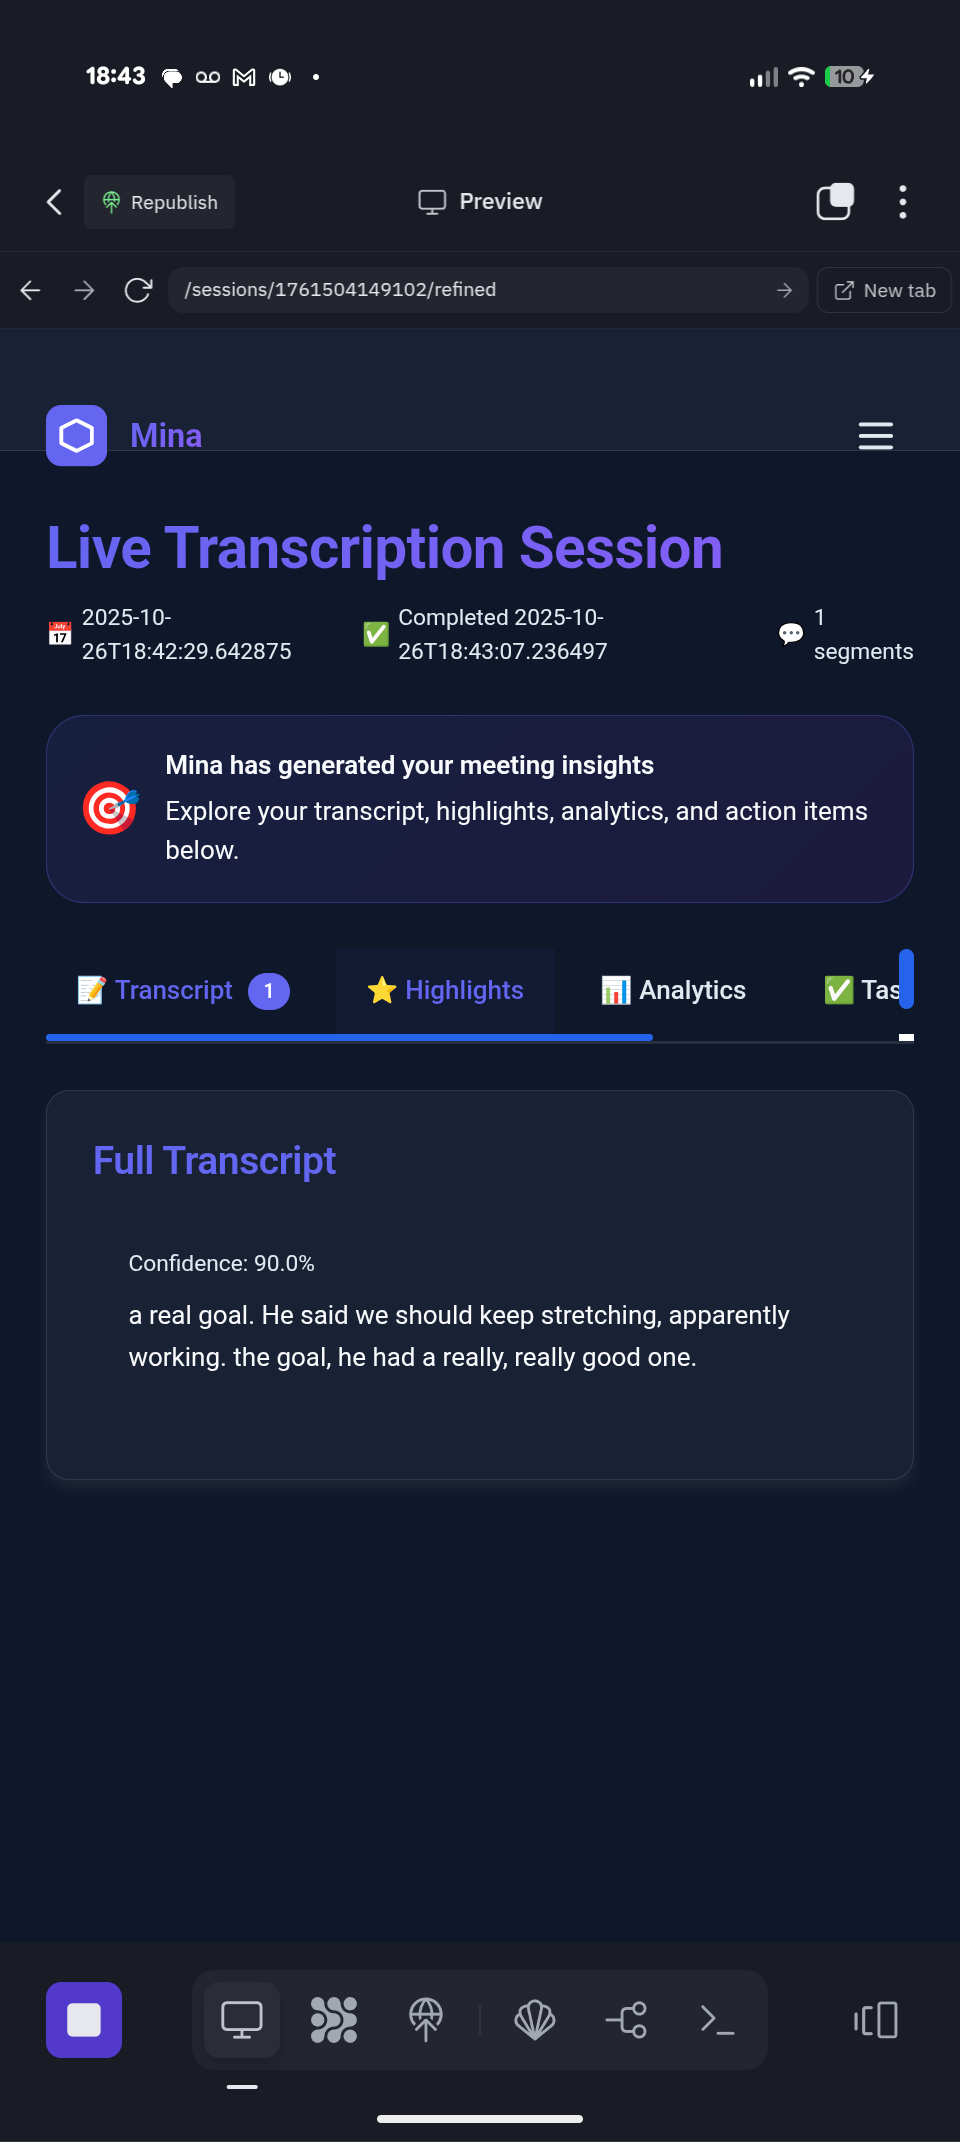 18:43
10
Republish
Preview
/sessions/1761504149102/refined
New tab
Mina
Live Transcription Session
2025-10-
26T18:42:29.642875
Completed 2025-10-
26T18:43:07.236497
1
segments
Mina has generated your meeting insights
Explore your transcript, highlights, analytics, and action items
below.
Transcript 1
Highlights
Analytics
Tas
Full Transcript
Confidence: 90.0%
a real goal. He said we should keep stretching, apparently
working. the goal, he had a really, really good one.